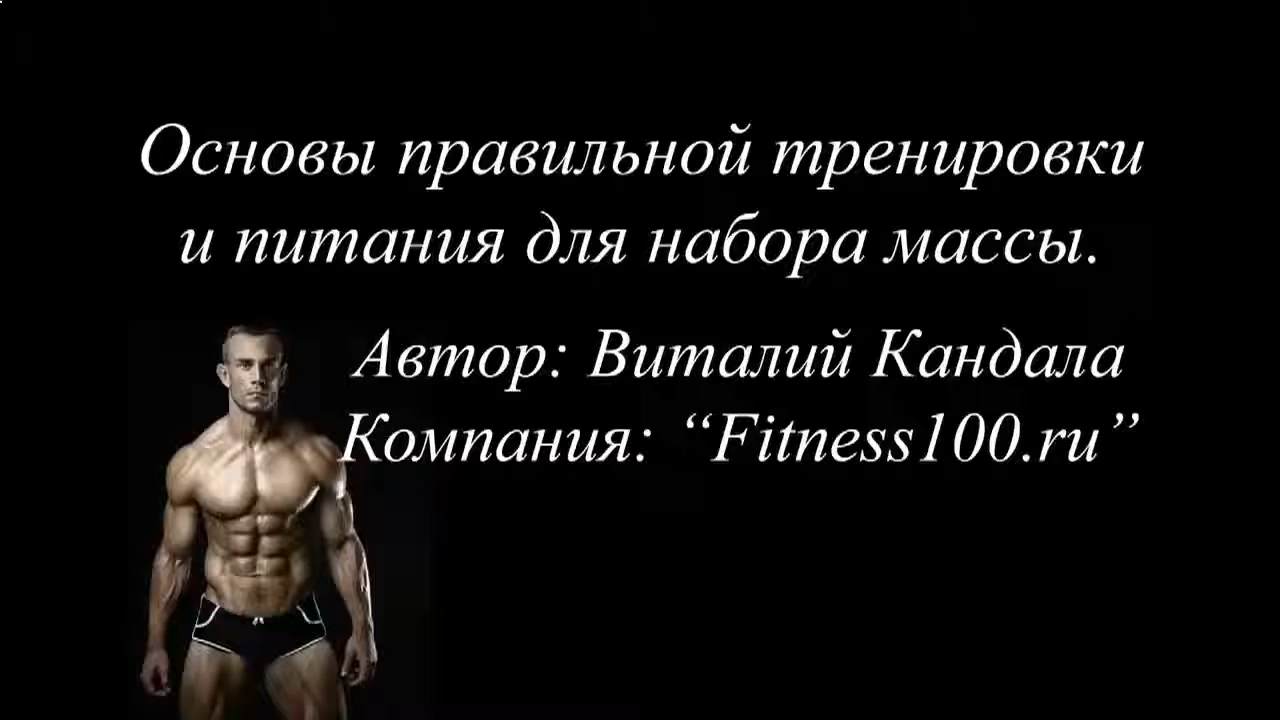 Основы правильной тренировки
и питания для набора массы.
Автор: Виталий Кандала
Компания: “Fitness100.ru”